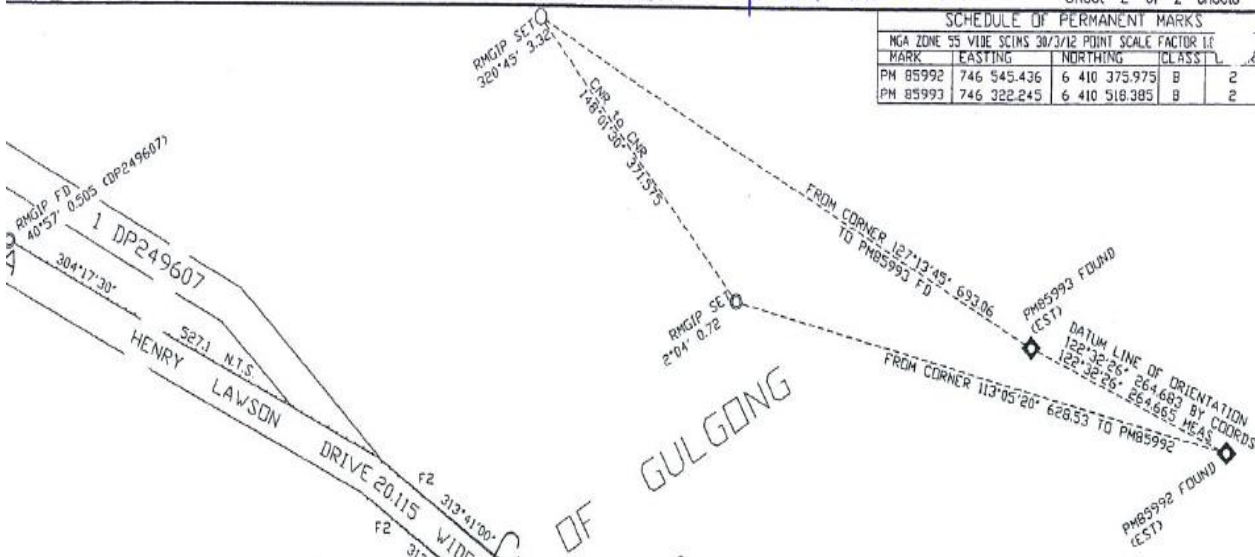 SCHEDULE OF PERMANENT MARKS
MGA ZONE 55 VIDE SCIMS 30/3/12 POINT SCALE FACTOR
MARK EASTING NORTHING CLASS
PM 85992 746 545.436 6 410 375.975 B 2
PM 85993 746 322.245 6 410 518.385 B 2
RMGIP SET
320°45' 3.32
CNR to CNR
148°01'30" 371.575
RMGIP FD
40°57' 0.505 (DP249607)
1 DP249607
304°17'30"
527.1 N.T.S.
HENRY LAWSON DRIVE 20.115 WIDE
F2 313°41'00"
F2
RMGIP SET
2°04' 0.72
FROM CORNER 127°13'45" 693.06
TO PM85993 FD
PM85993 FOUND
(EST)
DATUM LINE OF ORIENTATION
122°32'26" 264.683 BY COORDS
122°32'26" 264.665 MEAS
FROM CORNER 113°05'20" 628.53 TO PM85992
PM85992 FOUND
(EST)
OF GULGONG